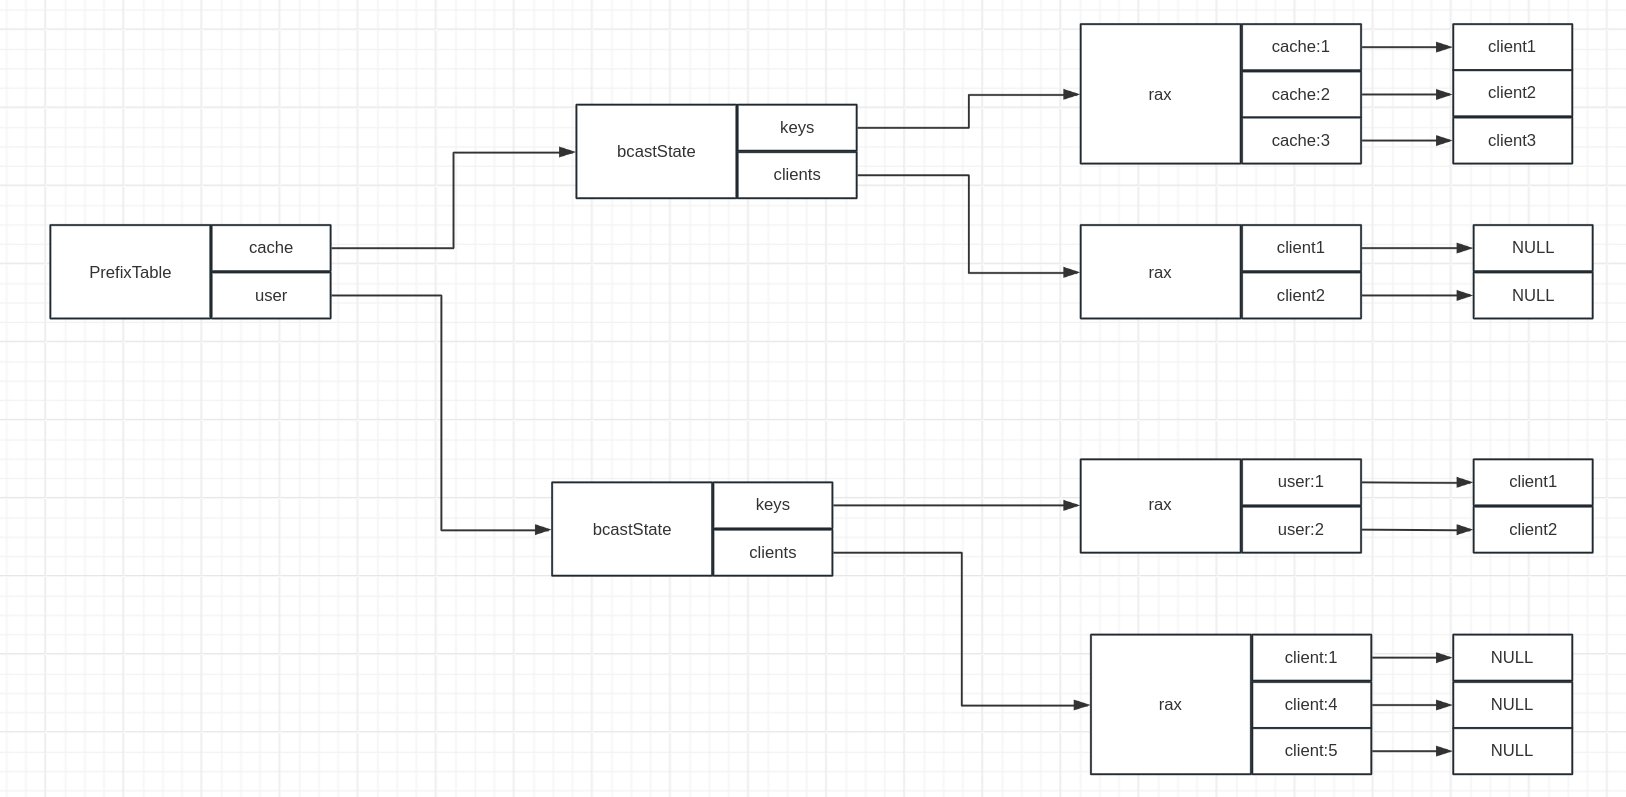 PrefixTable
cache
user
bcastState
keys
clients
rax
cache:1
cache:2
cache:3
client1
client2
client3
rax
client1
client2
NULL
NULL
bcastState
keys
clients
rax
user:1
user:2
client1
client2
rax
client:1
client:4
client:5
NULL
NULL
NULL